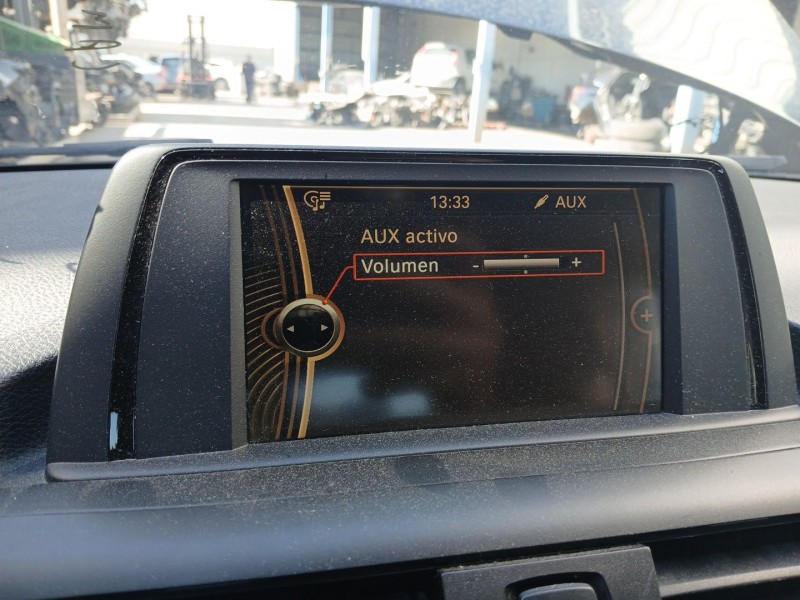 13:33 AUX
AUX activo
Volumen - +
+